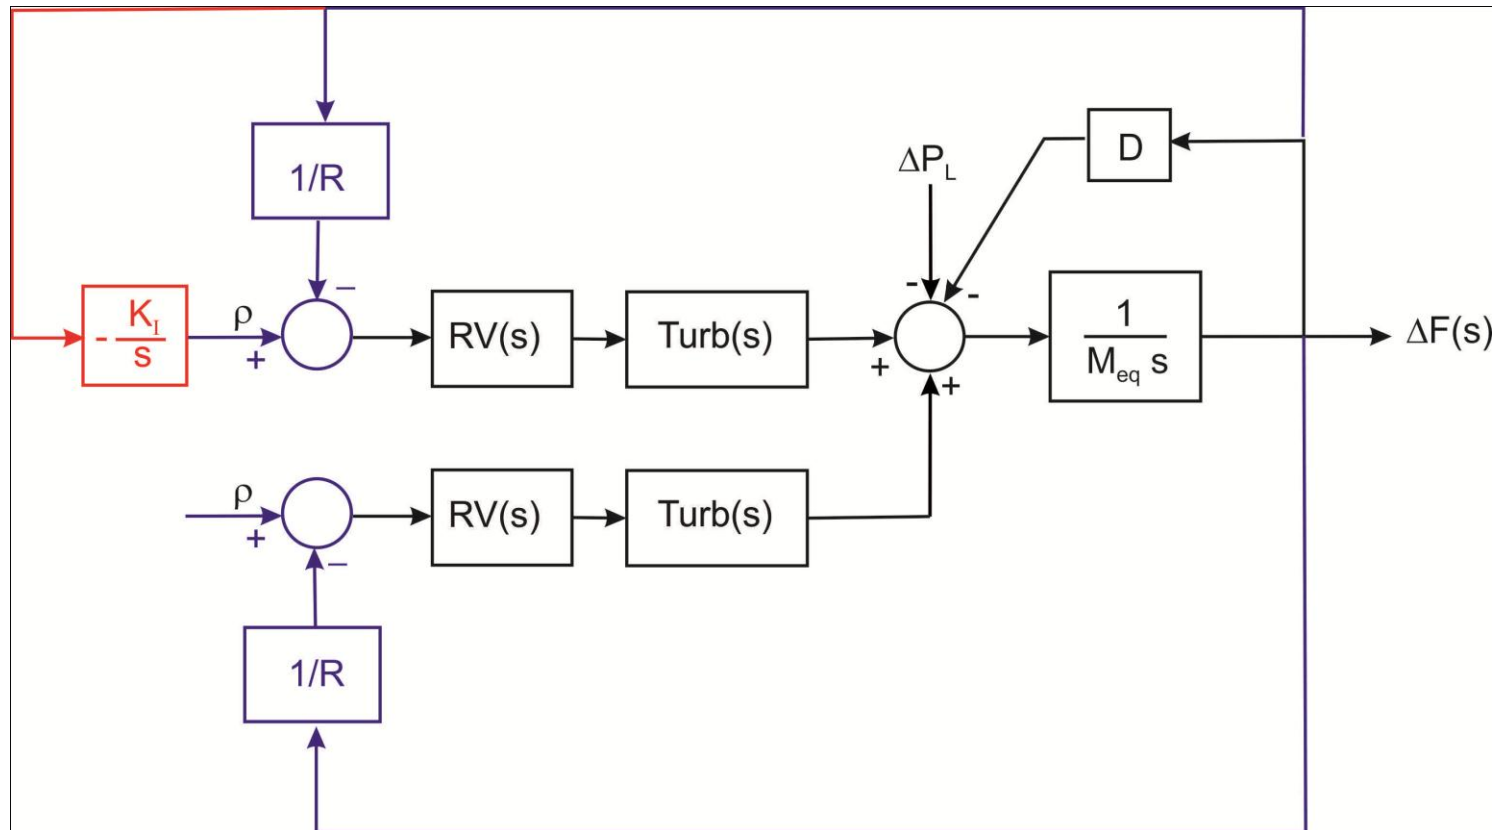 1/R
D
ΔP_L
-
K_I
s
ρ
+
–
RV(s)
Turb(s)
-
-
+
+
1
M_eq s
ΔF(s)
ρ
+
–
RV(s)
Turb(s)
1/R